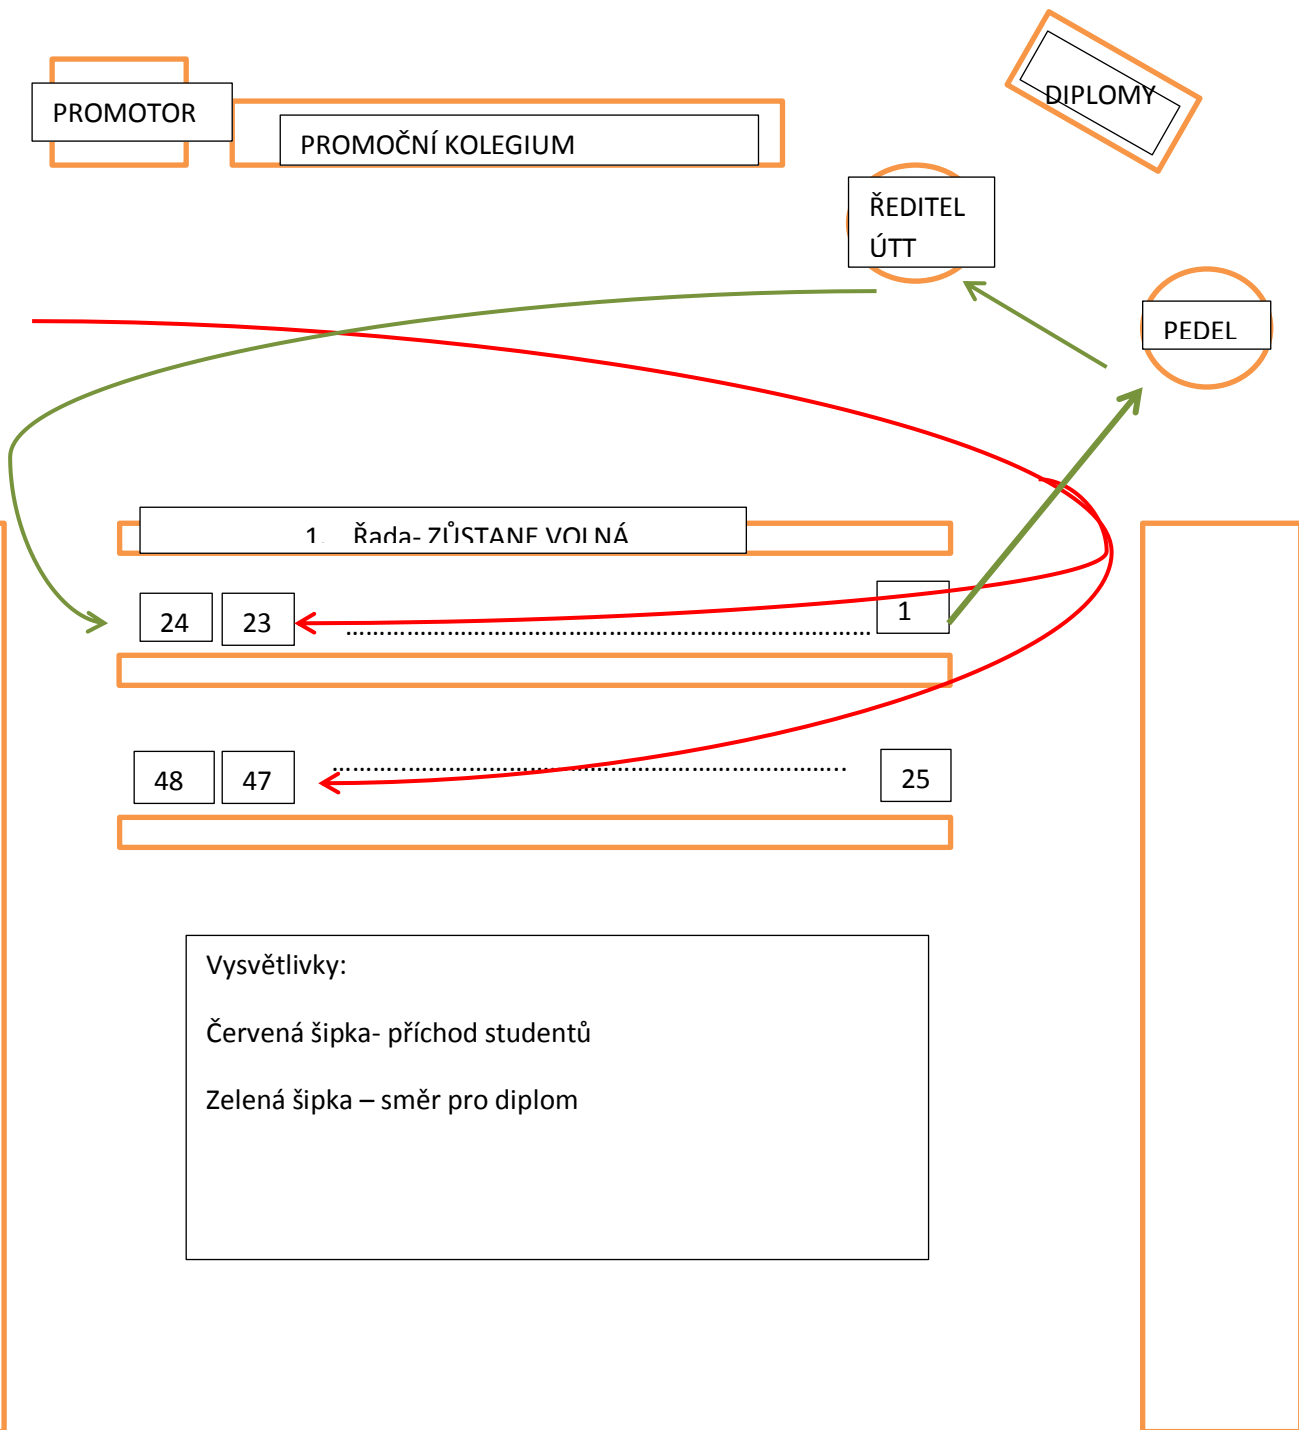 PROMOTOR
PROMOČNÍ KOLEGIUM
DIPLOMY
ŘEDITEL
ÚTT
PEDEL
1. Řada- ZŮSTANE VOLNÁ
24 23 ........................................................................... 1
48 47 ........................................................................... 25
Vysvětlivky:
Červená šipka- příchod studentů
Zelená šipka – směr pro diplom